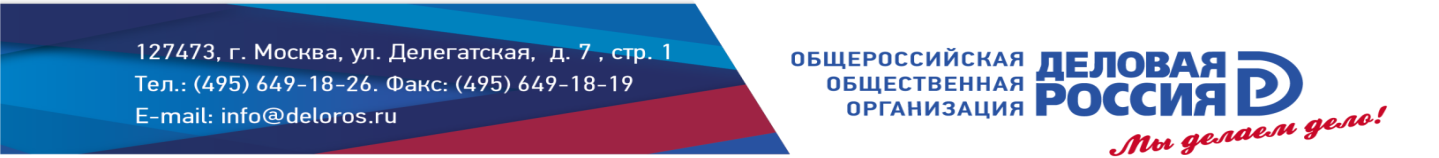 127473, г. Москва, ул. Делегатская, д. 7 , стр. 1
Тел.: (495) 649-18-26. Факс: (495) 649-18-19
E-mail: info@deloros.ru
ОБЩЕРОССИЙСКАЯ
ОБЩЕСТВЕННАЯ
ОРГАНИЗАЦИЯ
ДЕЛОВАЯ
РОССИЯ
Мы делаем дело!